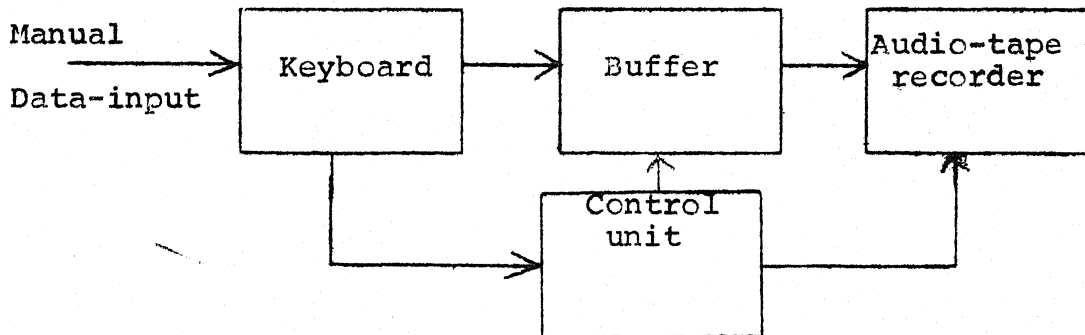 Manual
Data-input
Keyboard
Buffer
Audio-tape
recorder
Control
unit